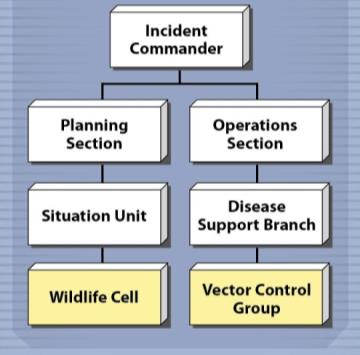 Incident
Commander
Planning
Section
Operations
Section
Situation Unit
Disease
Support Branch
Wildlife Cell
Vector Control
Group